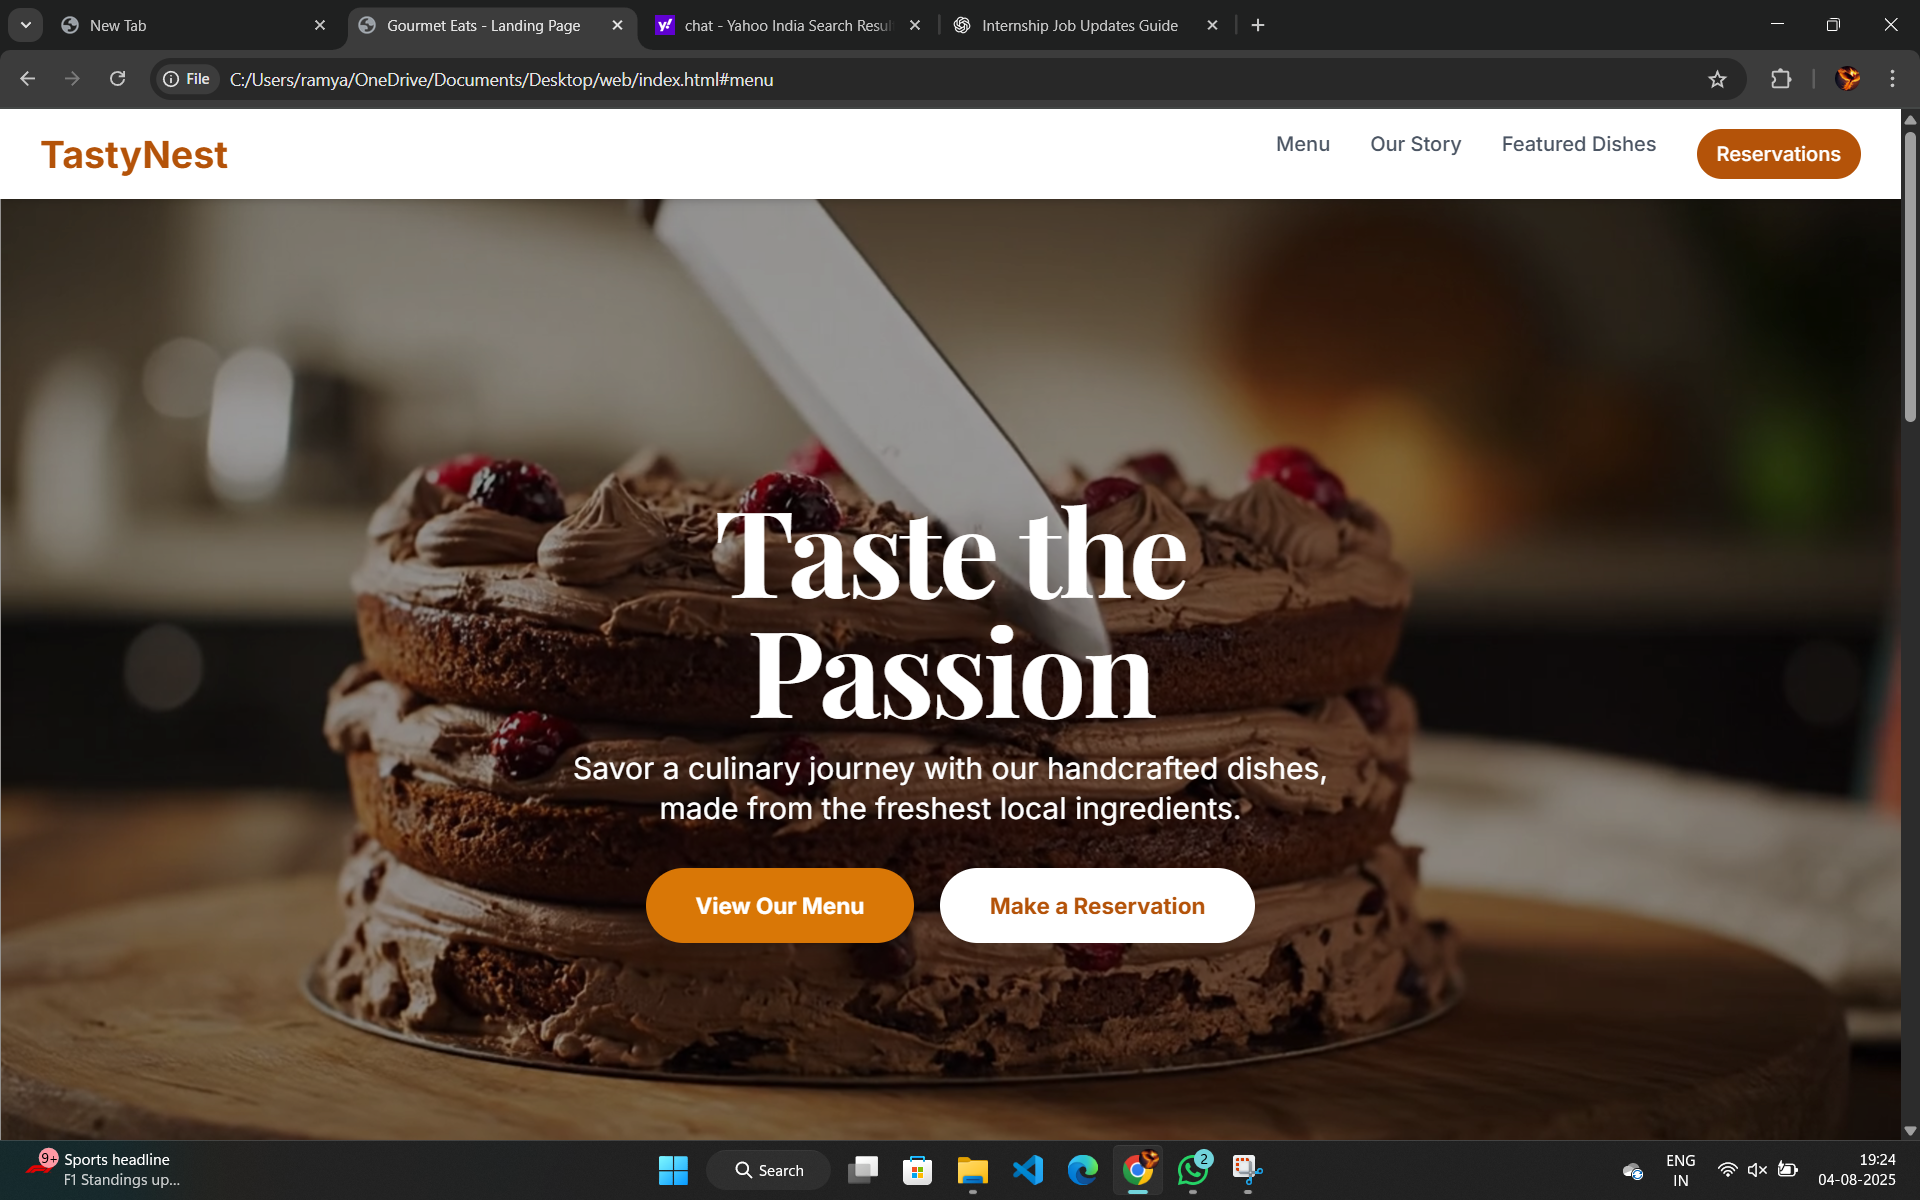 New Tab
Gourmet Eats - Landing Page
chat - Yahoo India Search Resul
Internship Job Updates Guide
File
C:/Users/ramya/OneDrive/Documents/Desktop/web/index.html#menu
TastyNest
Menu
Our Story
Featured Dishes
Reservations
Taste the
Passion
Savor a culinary journey with our handcrafted dishes,
made from the freshest local ingredients.
View Our Menu
Make a Reservation
9+
Sports headline
F1 Standings up...
Search
2
ENG
IN
19:24
04-08-2025